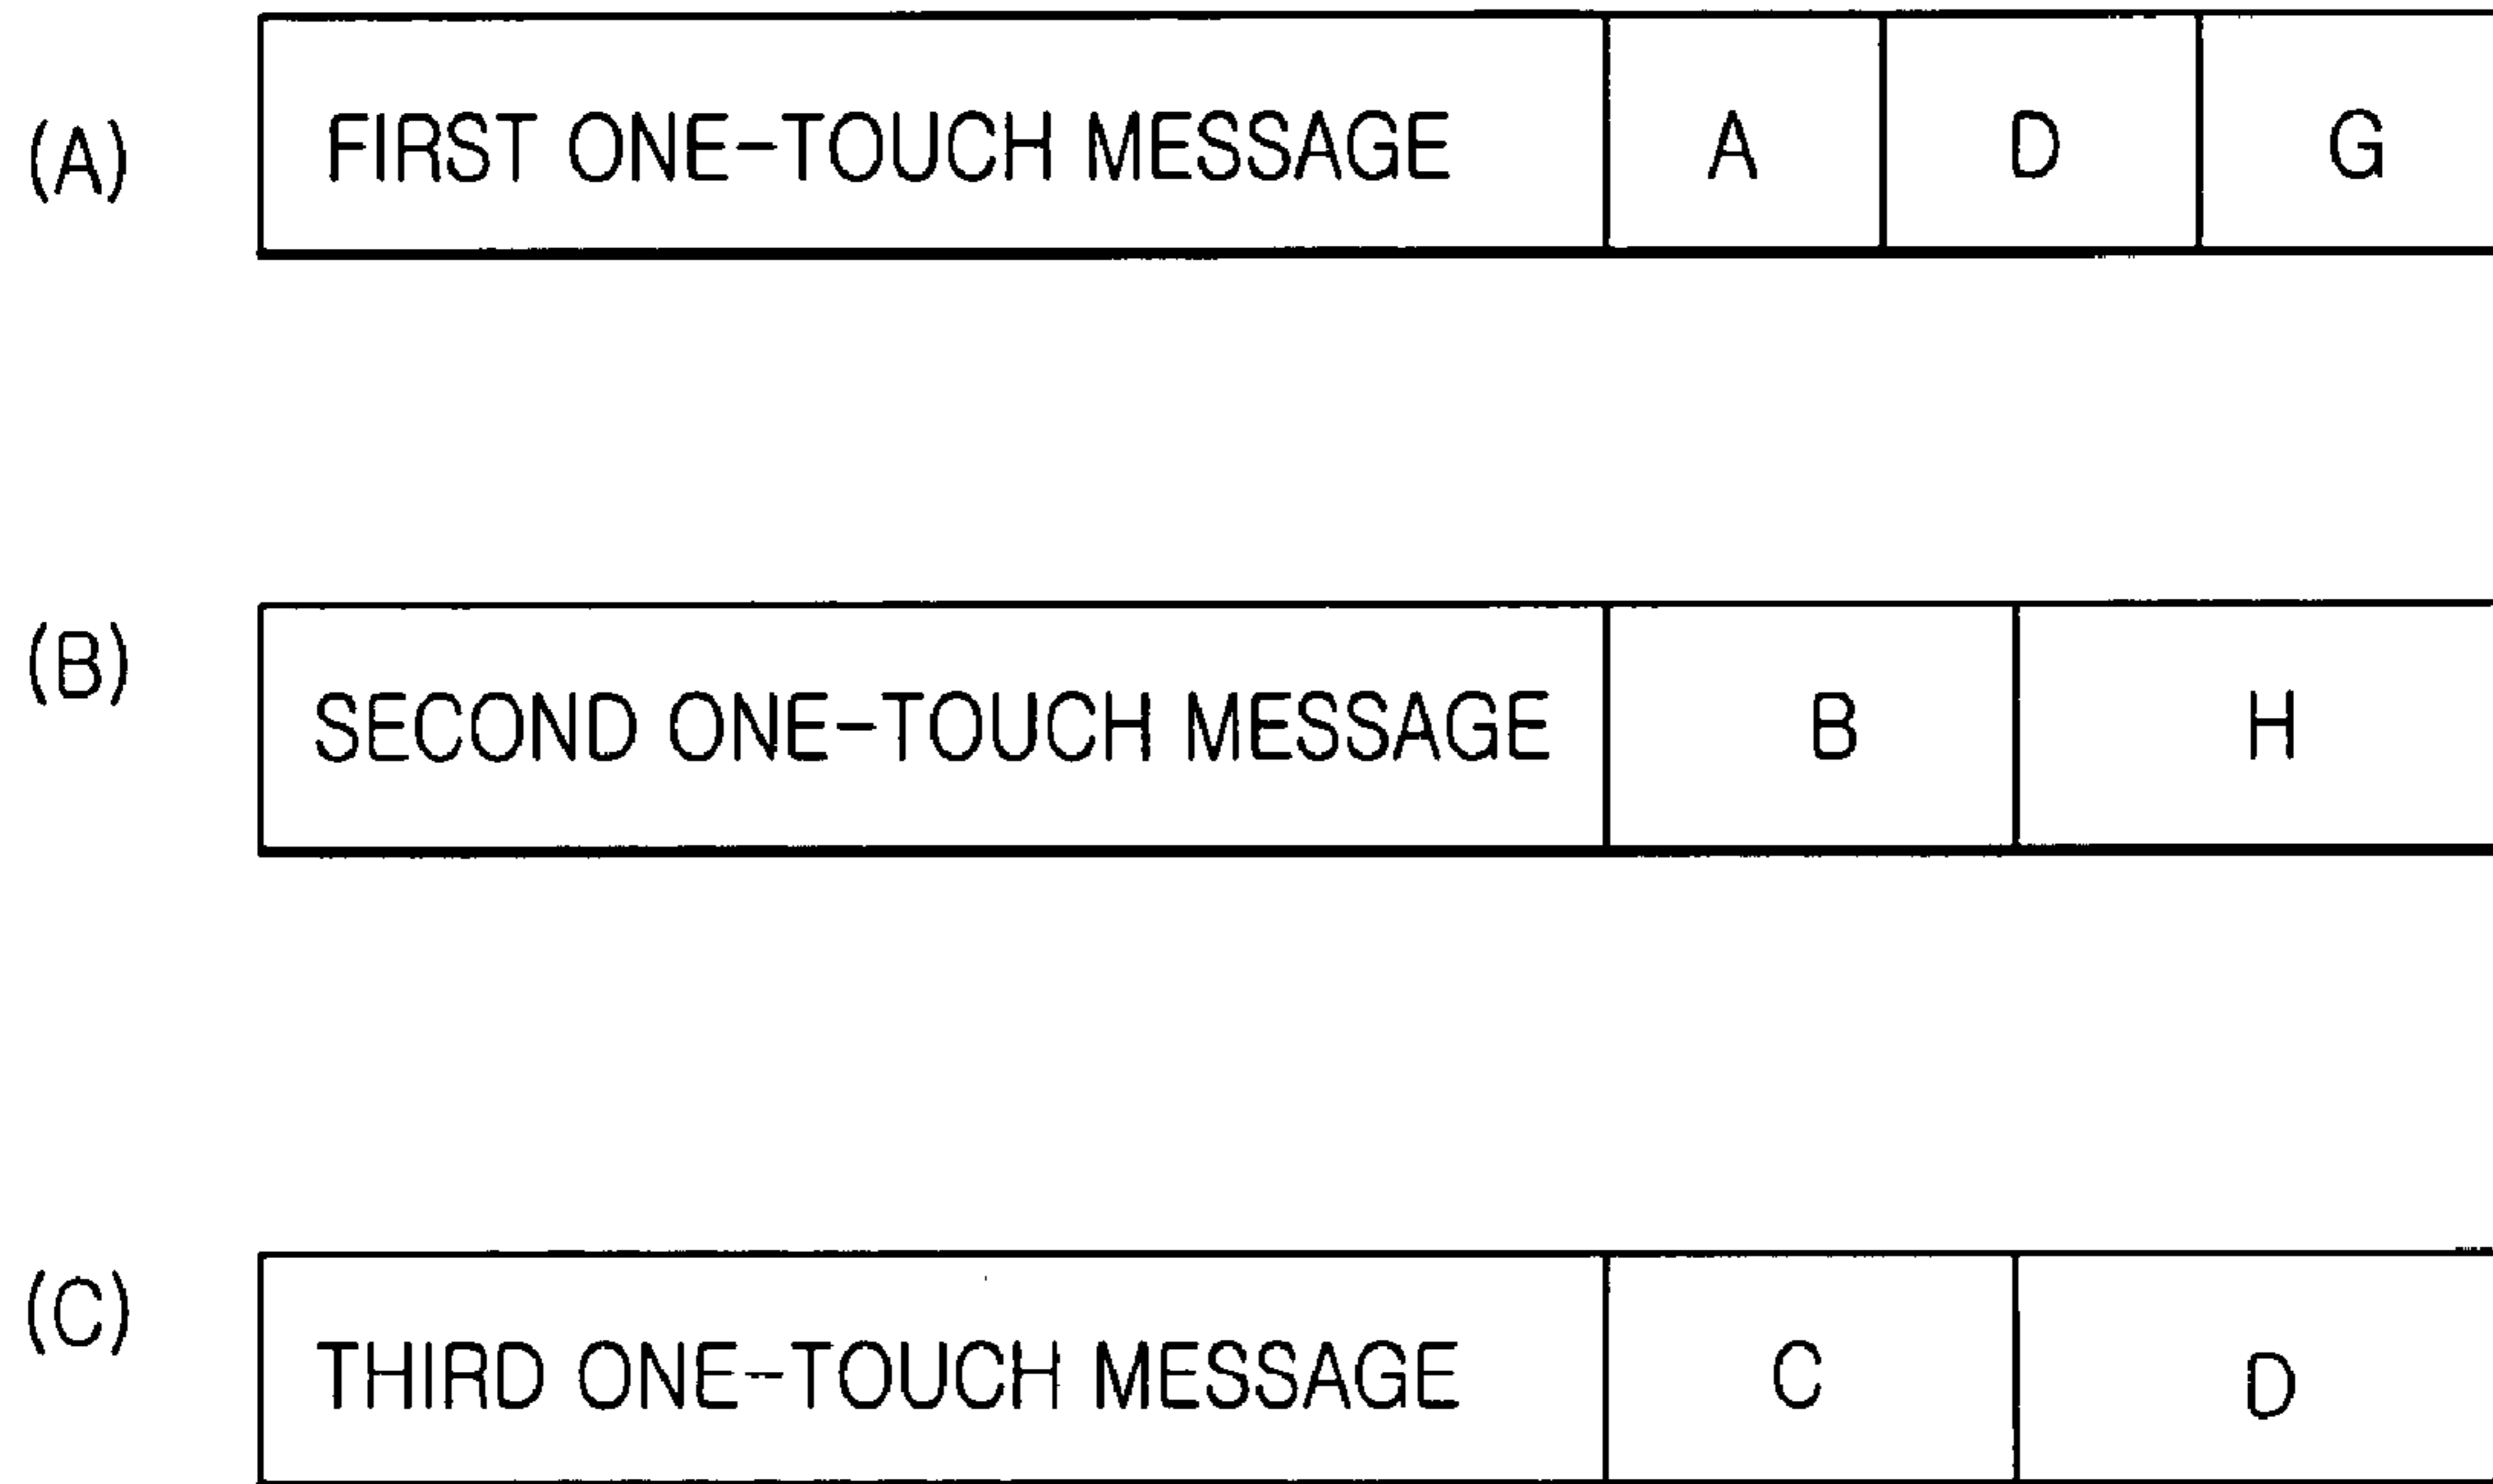 (A) FIRST ONE-TOUCH MESSAGE A D G
(B) SECOND ONE-TOUCH MESSAGE B H
(C) THIRD ONE-TOUCH MESSAGE C D